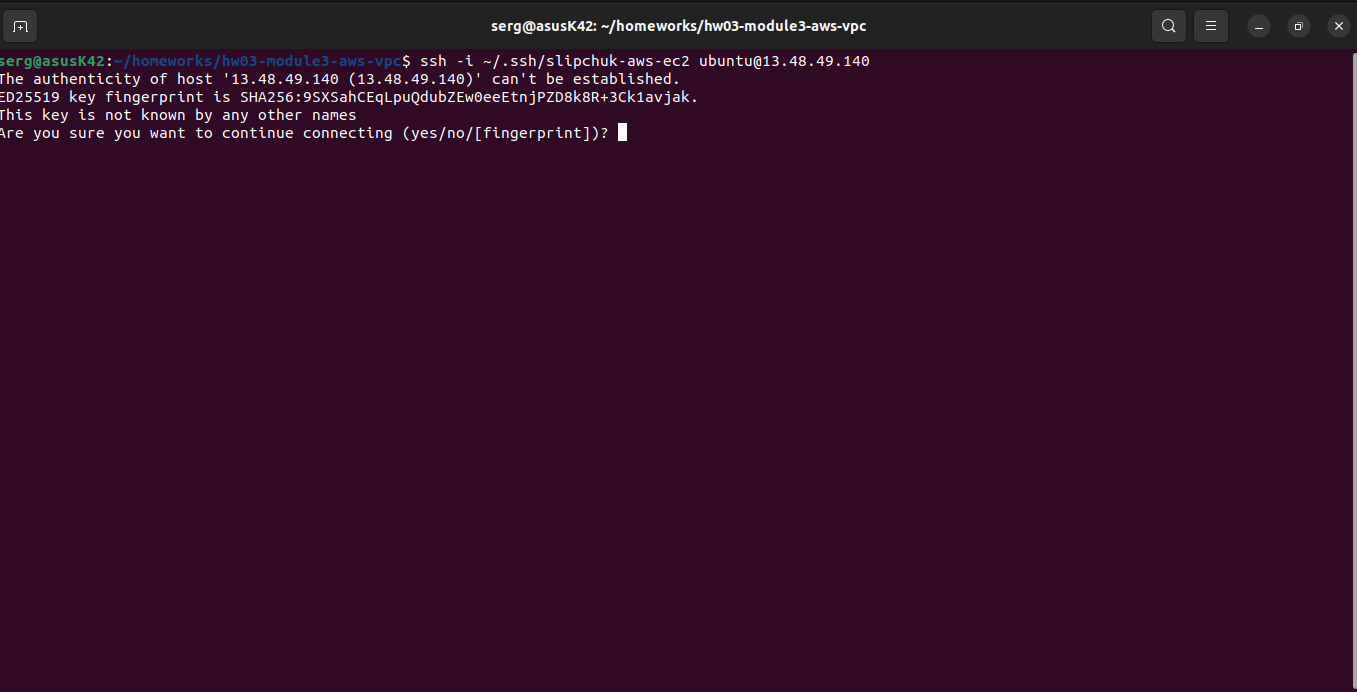 serg@asusK42: ~/homeworks/hw03-module3-aws-vpc
serg@asusK42:~/homeworks/hw03-module3-aws-vpc$ ssh -i ~/.ssh/slipchuk-aws-ec2 ubuntu@13.48.49.140
The authenticity of host '13.48.49.140 (13.48.49.140)' can't be established.
ED25519 key fingerprint is SHA256:9SXSahCEqLpuQdubZEw0eeEtnjPZD8k8R+3Ck1avjak.
This key is not known by any other names
Are you sure you want to continue connecting (yes/no/[fingerprint])?